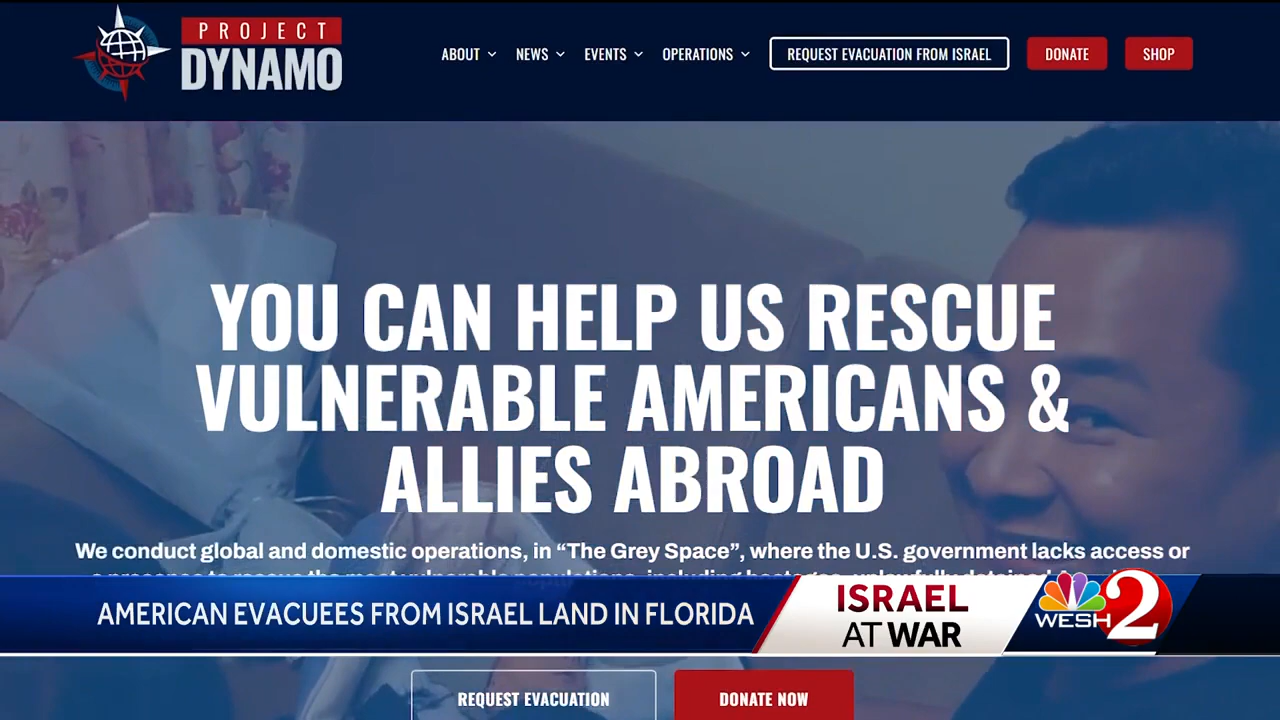 PROJECT
DYNAMO
ABOUT NEWS EVENTS OPERATIONS REQUEST EVACUATION FROM ISRAEL DONATE SHOP
YOU CAN HELP US RESCUE
VULNERABLE AMERICANS &
ALLIES ABROAD
We conduct global and domestic operations, in “The Grey Space”, where the U.S. government lacks access or
AMERICAN EVACUEES FROM ISRAEL LAND IN FLORIDA
ISRAEL
AT WAR
WESH 2
REQUEST EVACUATION DONATE NOW